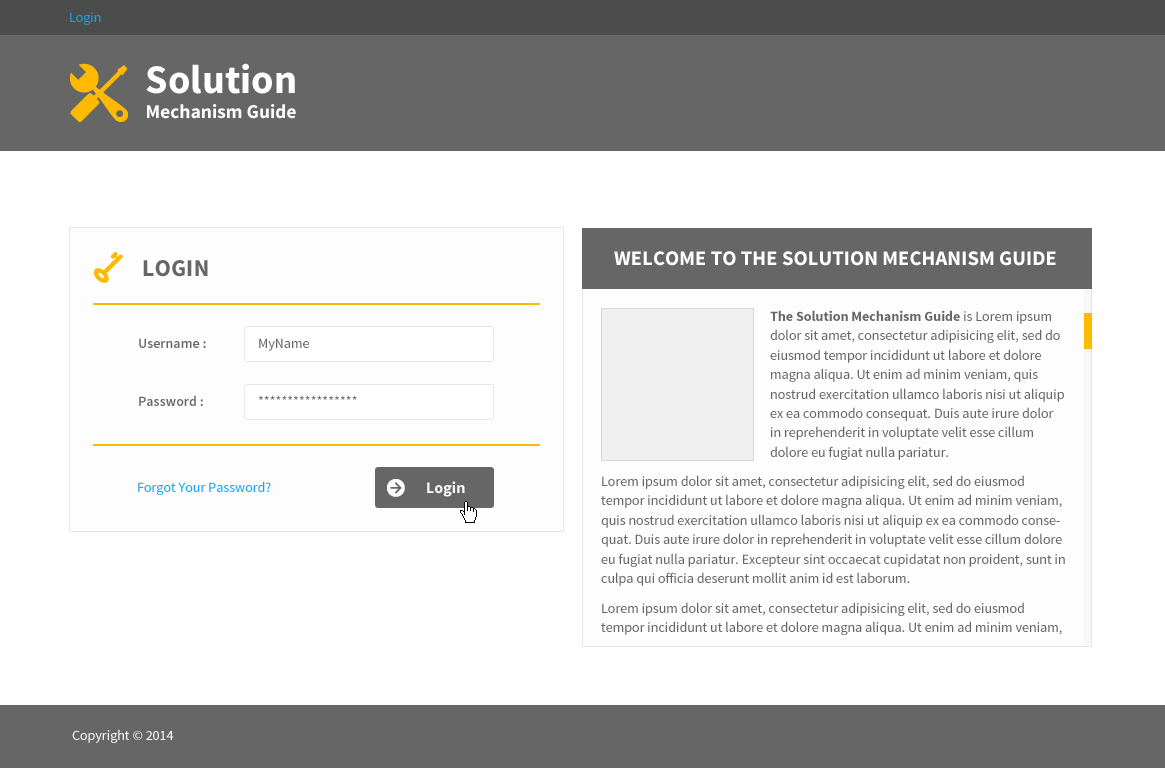 Login
Solution
Mechanism Guide
LOGIN
Username :
MyName
Password :
*****************
Forgot Your Password?
Login
WELCOME TO THE SOLUTION MECHANISM GUIDE
The Solution Mechanism Guide is Lorem ipsum
dolor sit amet, consectetur adipisicing elit, sed do
eiusmod tempor incididunt ut labore et dolore
magna aliqua. Ut enim ad minim veniam, quis
nostrud exercitation ullamco laboris nisi ut aliquip
ex ea commodo consequat. Duis aute irure dolor
in reprehenderit in voluptate velit esse cillum
dolore eu fugiat nulla pariatur.
Lorem ipsum dolor sit amet, consectetur adipisicing elit, sed do eiusmod
tempor incididunt ut labore et dolore magna aliqua. Ut enim ad minim veniam,
quis nostrud exercitation ullamco laboris nisi ut aliquip ex ea commodo conse-
quat. Duis aute irure dolor in reprehenderit in voluptate velit esse cillum dolore
eu fugiat nulla pariatur. Excepteur sint occaecat cupidatat non proident, sunt in
culpa qui officia deserunt mollit anim id est laborum.
Lorem ipsum dolor sit amet, consectetur adipisicing elit, sed do eiusmod
tempor incididunt ut labore et dolore magna aliqua. Ut enim ad minim veniam,
Copyright © 2014